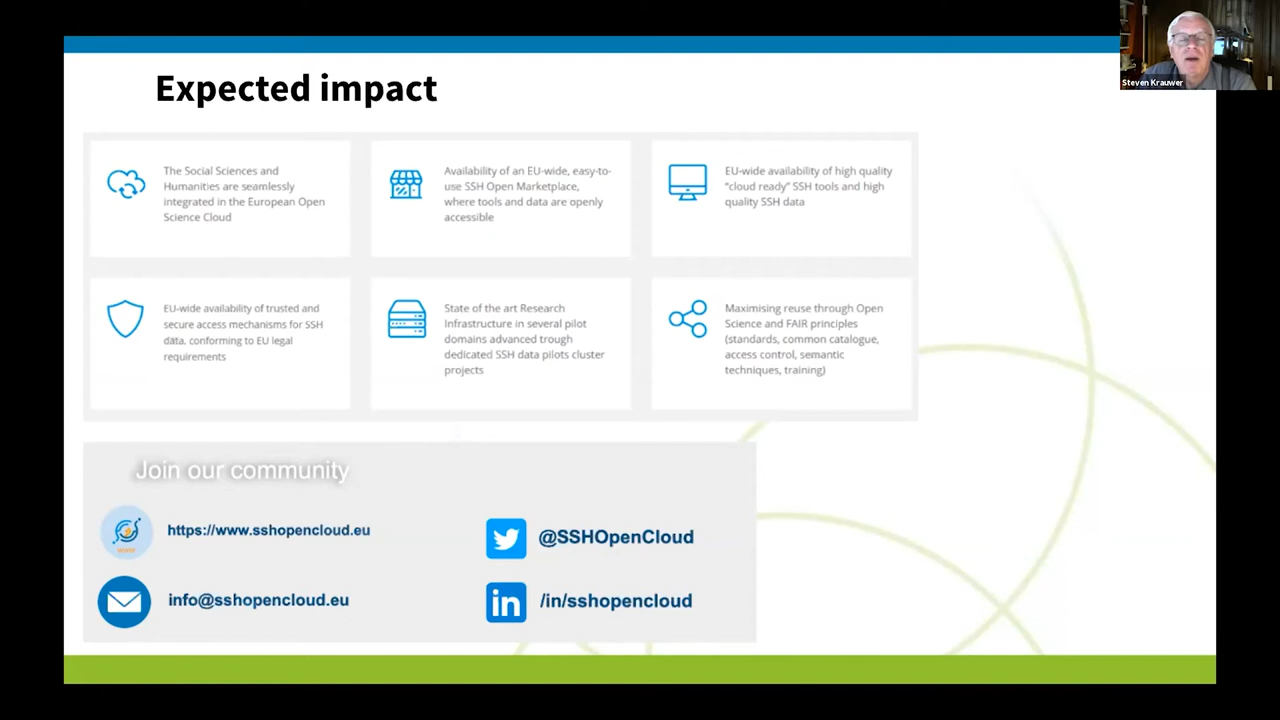 Steven Krauwer
Expected impact
The Social Sciences and
Humanities are seamlessly
integrated in the European Open
Science Cloud
Availability of an EU-wide, easy-to-
use SSH Open Marketplace,
where tools and data are openly
accessible
EU-wide availability of high quality
“cloud ready” SSH tools and high
quality SSH data
EU-wide availability of trusted and
secure access mechanisms for SSH
data, conforming to EU legal
requirements
State of the art Research
Infrastructure in several pilot
domains advanced trough
dedicated SSH data pilots cluster
projects
Maximising reuse through Open
Science and FAIR principles
(standards, common catalogue,
access control, semantic
techniques, training)
Join our community
www
https://www.sshopencloud.eu
@SSHOpenCloud
info@sshopencloud.eu
in
/in/sshopencloud